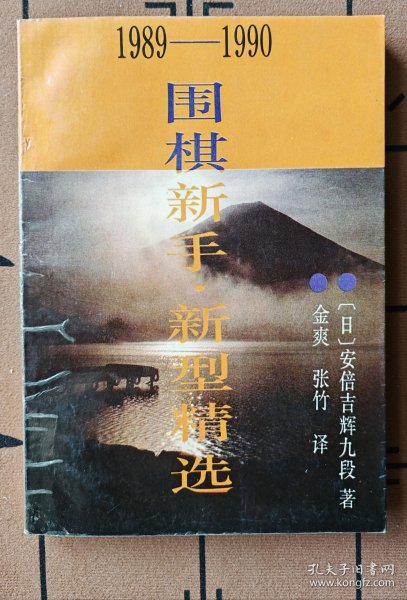 1989——1990
围棋新手·新型精选
〔日〕安倍吉辉九段 著
金爽 张竹 译
孔夫子旧书网
www.kongfz.com